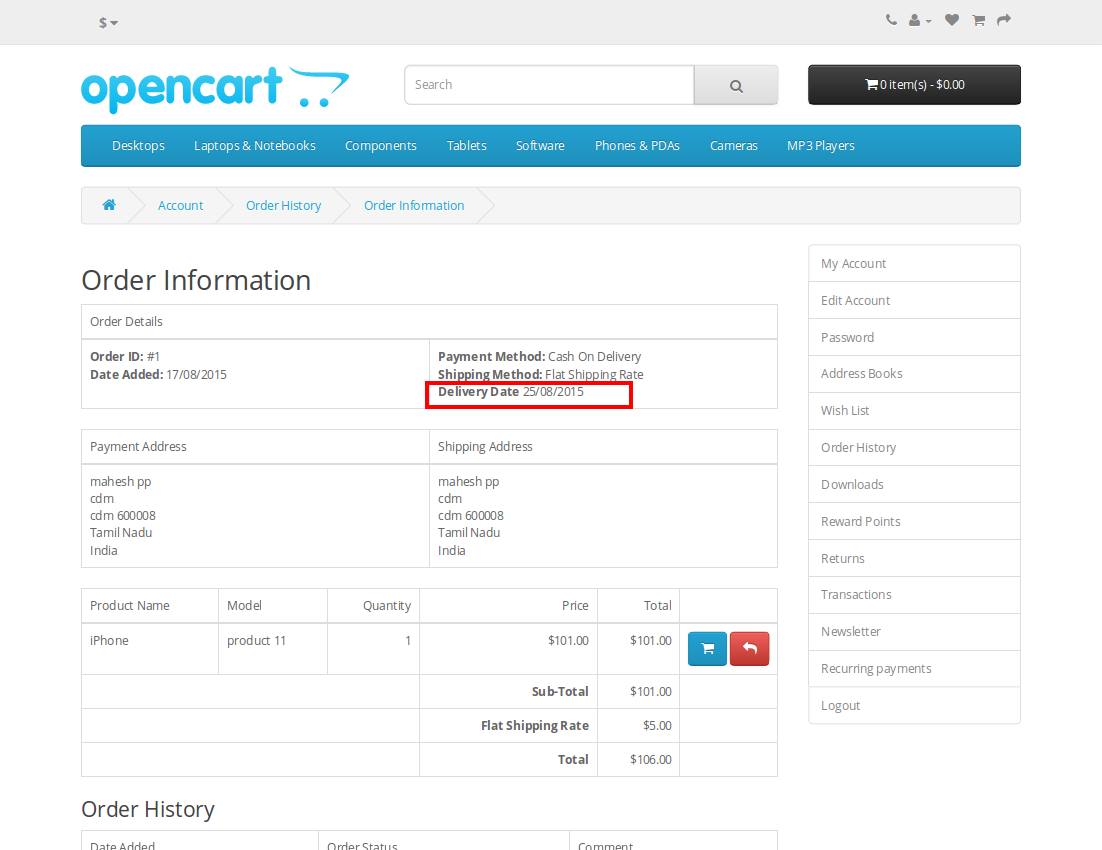 $
opencart
Search
0 item(s) - $0.00
Desktops Laptops & Notebooks Components Tablets Software Phones & PDAs Cameras MP3 Players
Account Order History Order Information
Order Information
Order Details
Order ID: #1
Date Added: 17/08/2015
Payment Method: Cash On Delivery
Shipping Method: Flat Shipping Rate
Delivery Date 25/08/2015
Payment Address Shipping Address
mahesh pp
cdm
cdm 600008
Tamil Nadu
India
mahesh pp
cdm
cdm 600008
Tamil Nadu
India
Product Name Model Quantity Price Total
iPhone product 11 1 $101.00 $101.00
Sub-Total $101.00
Flat Shipping Rate $5.00
Total $106.00
Order History
Date Added Order Status Comment
My Account
Edit Account
Password
Address Books
Wish List
Order History
Downloads
Reward Points
Returns
Transactions
Newsletter
Recurring payments
Logout